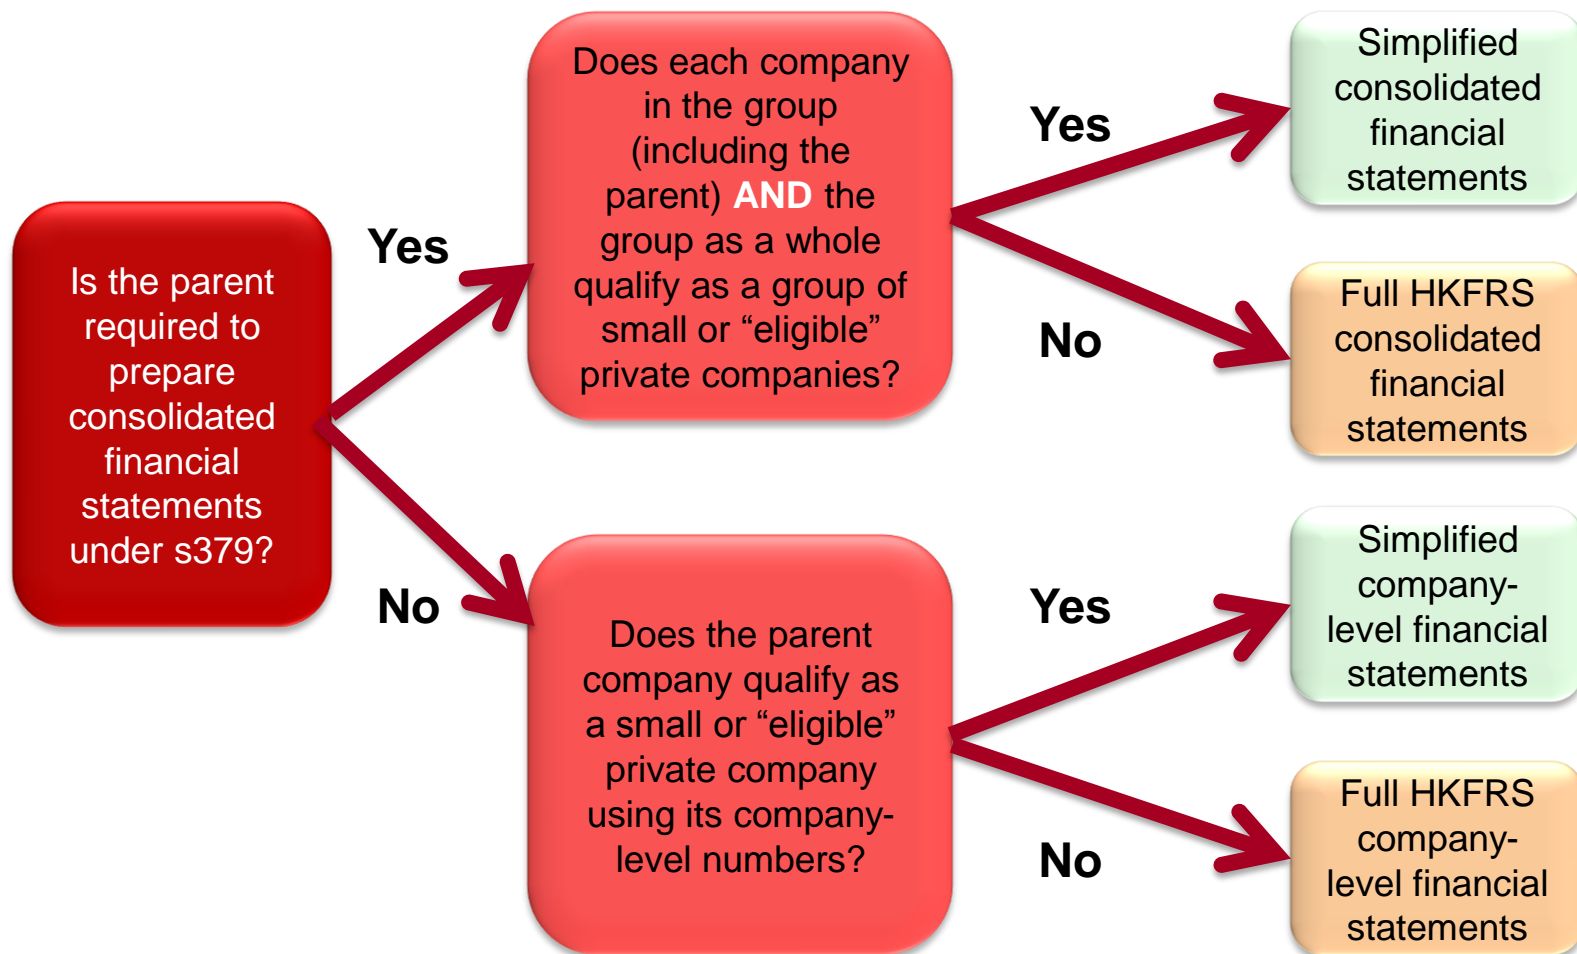 Is the parent
required to
prepare
consolidated
financial
statements
under s379?
Yes
No
Does each company
in the group
(including the
parent) AND the
group as a whole
qualify as a group of
small or “eligible”
private companies?
Yes
No
Simplified
consolidated
financial
statements
Full HKFRS
consolidated
financial
statements
Does the parent
company qualify as
a small or “eligible”
private company
using its company-
level numbers?
Yes
No
Simplified
company-
level financial
statements
Full HKFRS
company-
level financial
statements